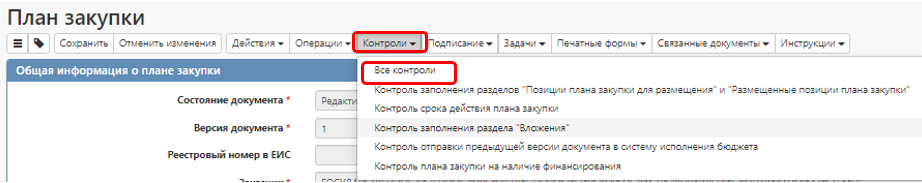 План закупки
Сохранить Отменить изменения Действия Операции Контроли Подписание Задачи Печатные формы Связанные документы Инструкции
Общая информация о плане закупки
Все контроли
Контроль заполнения разделов "Позиции плана закупки для размещения" и "Размещенные позиции плана закупки"
Состояние документа * Редакти
Контроль срока действия плана закупки
Версия документа * 1
Контроль заполнения раздела "Вложения"
Контроль отправки предыдущей версии документа в систему исполнения бюджета
Реестровый номер в ЕИС
Контроль плана закупки на наличие финансирования